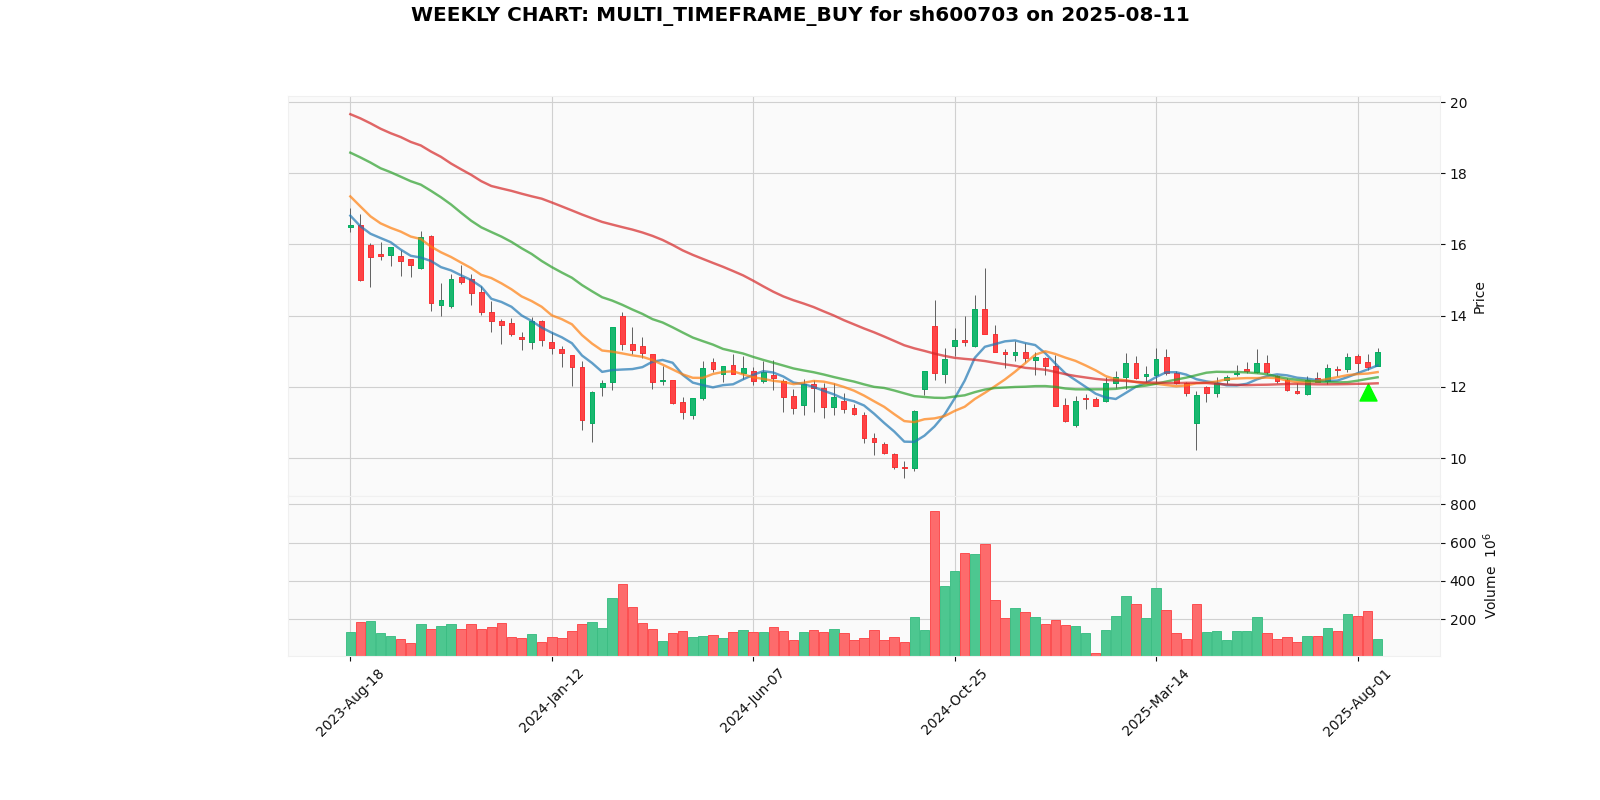 WEEKLY CHART: MULTI_TIMEFRAME_BUY for sh600703 on 2025-08-11
20
18
16
14
12
10
Price
800
600
400
200
Volume 10^6
2023-Aug-18
2024-Jan-12
2024-Jun-07
2024-Oct-25
2025-Mar-14
2025-Aug-01